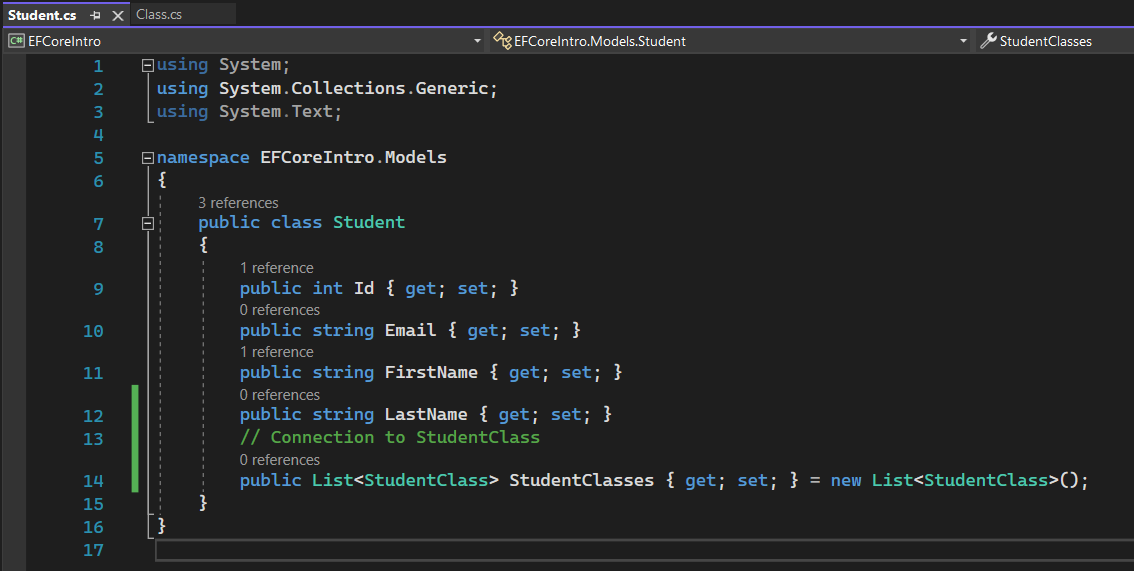 Student.cs Class.cs
C# EFCoreIntro EFCoreIntro.Models.Student StudentClasses
1 using System;
2 using System.Collections.Generic;
3 using System.Text;
4
5 namespace EFCoreIntro.Models
6 {
3 references
7 public class Student
8 {
1 reference
9 public int Id { get; set; }
0 references
10 public string Email { get; set; }
1 reference
11 public string FirstName { get; set; }
0 references
12 public string LastName { get; set; }
13 // Connection to StudentClass
0 references
14 public List<StudentClass> StudentClasses { get; set; } = new List<StudentClass>();
15 }
16 }
17